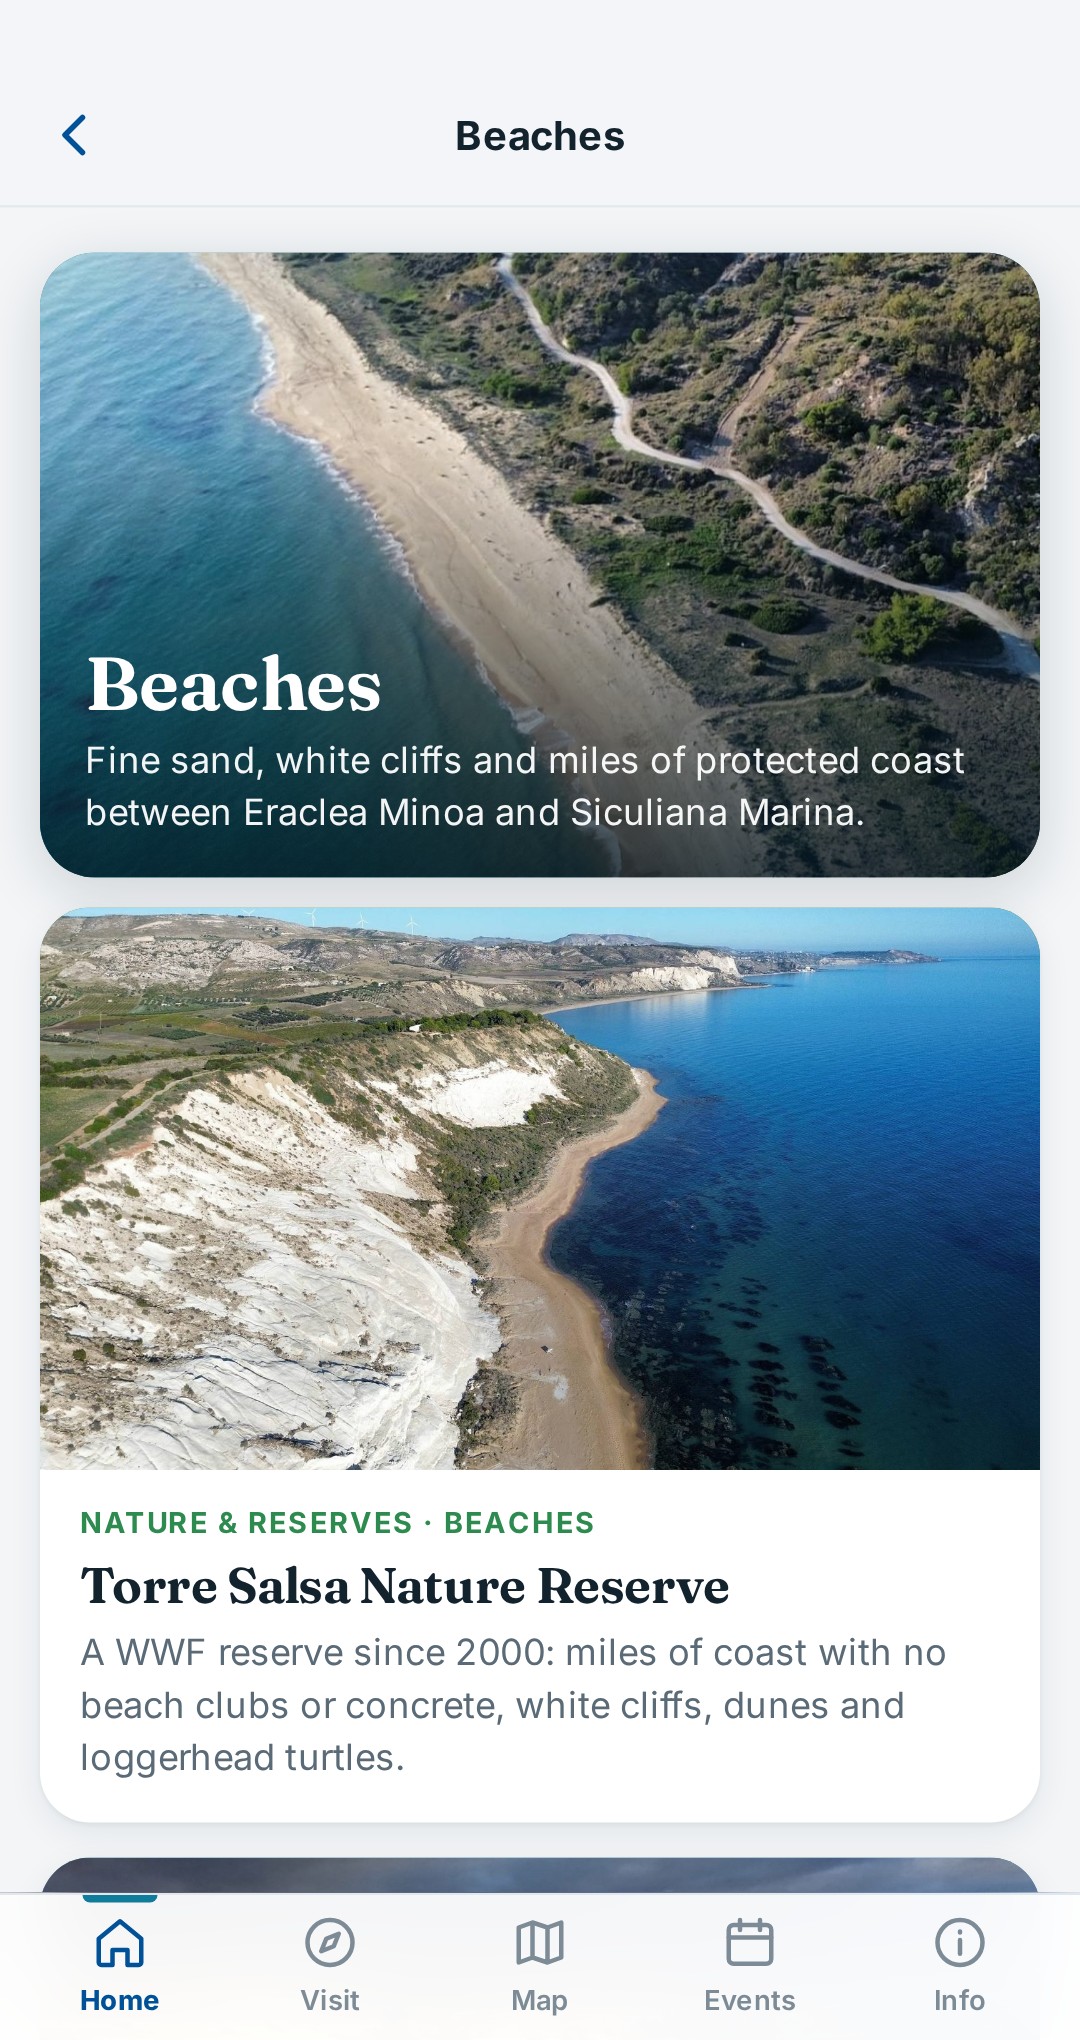 Beaches
Beaches
Fine sand, white cliffs and miles of protected coast
between Eraclea Minoa and Siculiana Marina.
NATURE & RESERVES · BEACHES
Torre Salsa Nature Reserve
A WWF reserve since 2000: miles of coast with no
beach clubs or concrete, white cliffs, dunes and
loggerhead turtles.
Home
Visit
Map
Events
Info